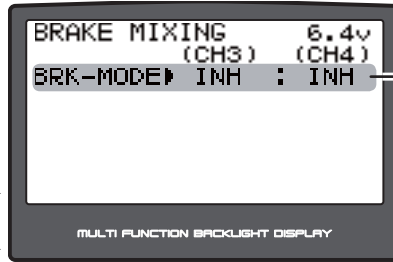 BRAKE MIXING 6.4v
(CH3) (CH4)
BRK-MODE▶ INH : INH
MULTI FUNCTION BACKLIGHT DISPLAY